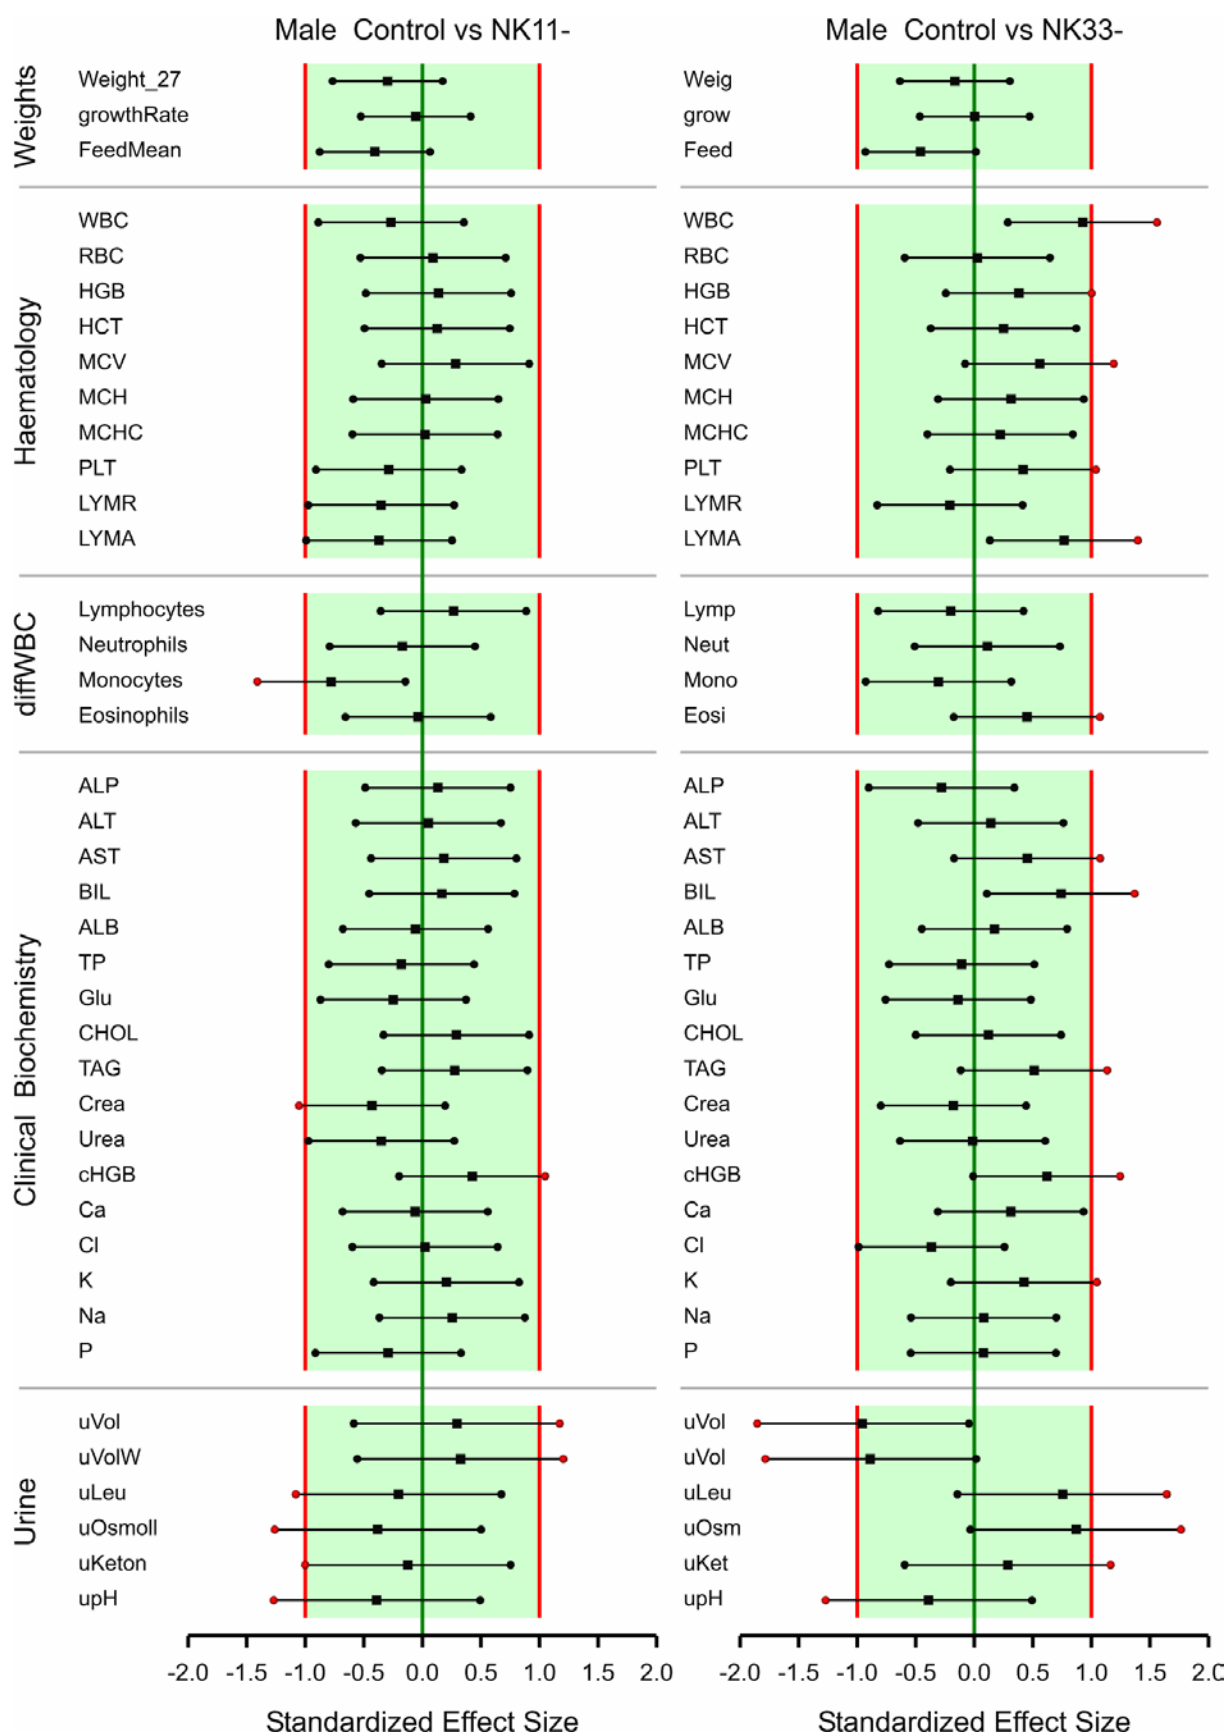 Male Control vs NK11-
Male Control vs NK33-
Weights
Weight_27
growthRate
FeedMean
Weig
grow
Feed
Haematology
WBC
RBC
HGB
HCT
MCV
MCH
MCHC
PLT
LYMR
LYMA
WBC
RBC
HGB
HCT
MCV
MCH
MCHC
PLT
LYMR
LYMA
diffWBC
Lymphocytes
Neutrophils
Monocytes
Eosinophils
Lymp
Neut
Mono
Eosi
Clinical Biochemistry
ALP
ALT
AST
BIL
ALB
TP
Glu
CHOL
TAG
Crea
Urea
cHGB
Ca
Cl
K
Na
P
ALP
ALT
AST
BIL
ALB
TP
Glu
CHOL
TAG
Crea
Urea
cHGB
Ca
Cl
K
Na
P
Urine
uVol
uVolW
uLeu
uOsmoll
uKeton
upH
uVol
uVol
uLeu
uOsm
uKet
upH
-2.0 -1.5 -1.0 -0.5 0.0 0.5 1.0 1.5 2.0
-2.0 -1.5 -1.0 -0.5 0.0 0.5 1.0 1.5 2.0
Standardized Effect Size
Standardized Effect Size